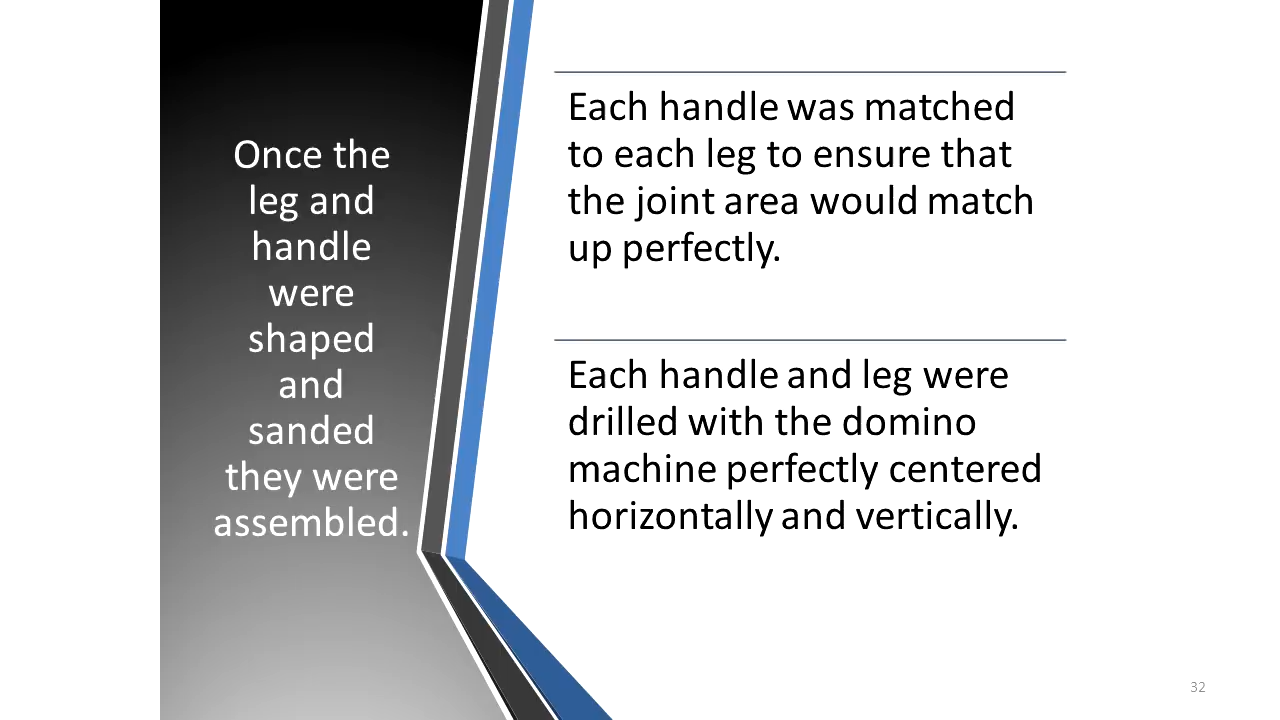 Once the
leg and
handle
were
shaped
and
sanded
they were
assembled.
Each handle was matched
to each leg to ensure that
the joint area would match
up perfectly.
Each handle and leg were
drilled with the domino
machine perfectly centered
horizontally and vertically.
32